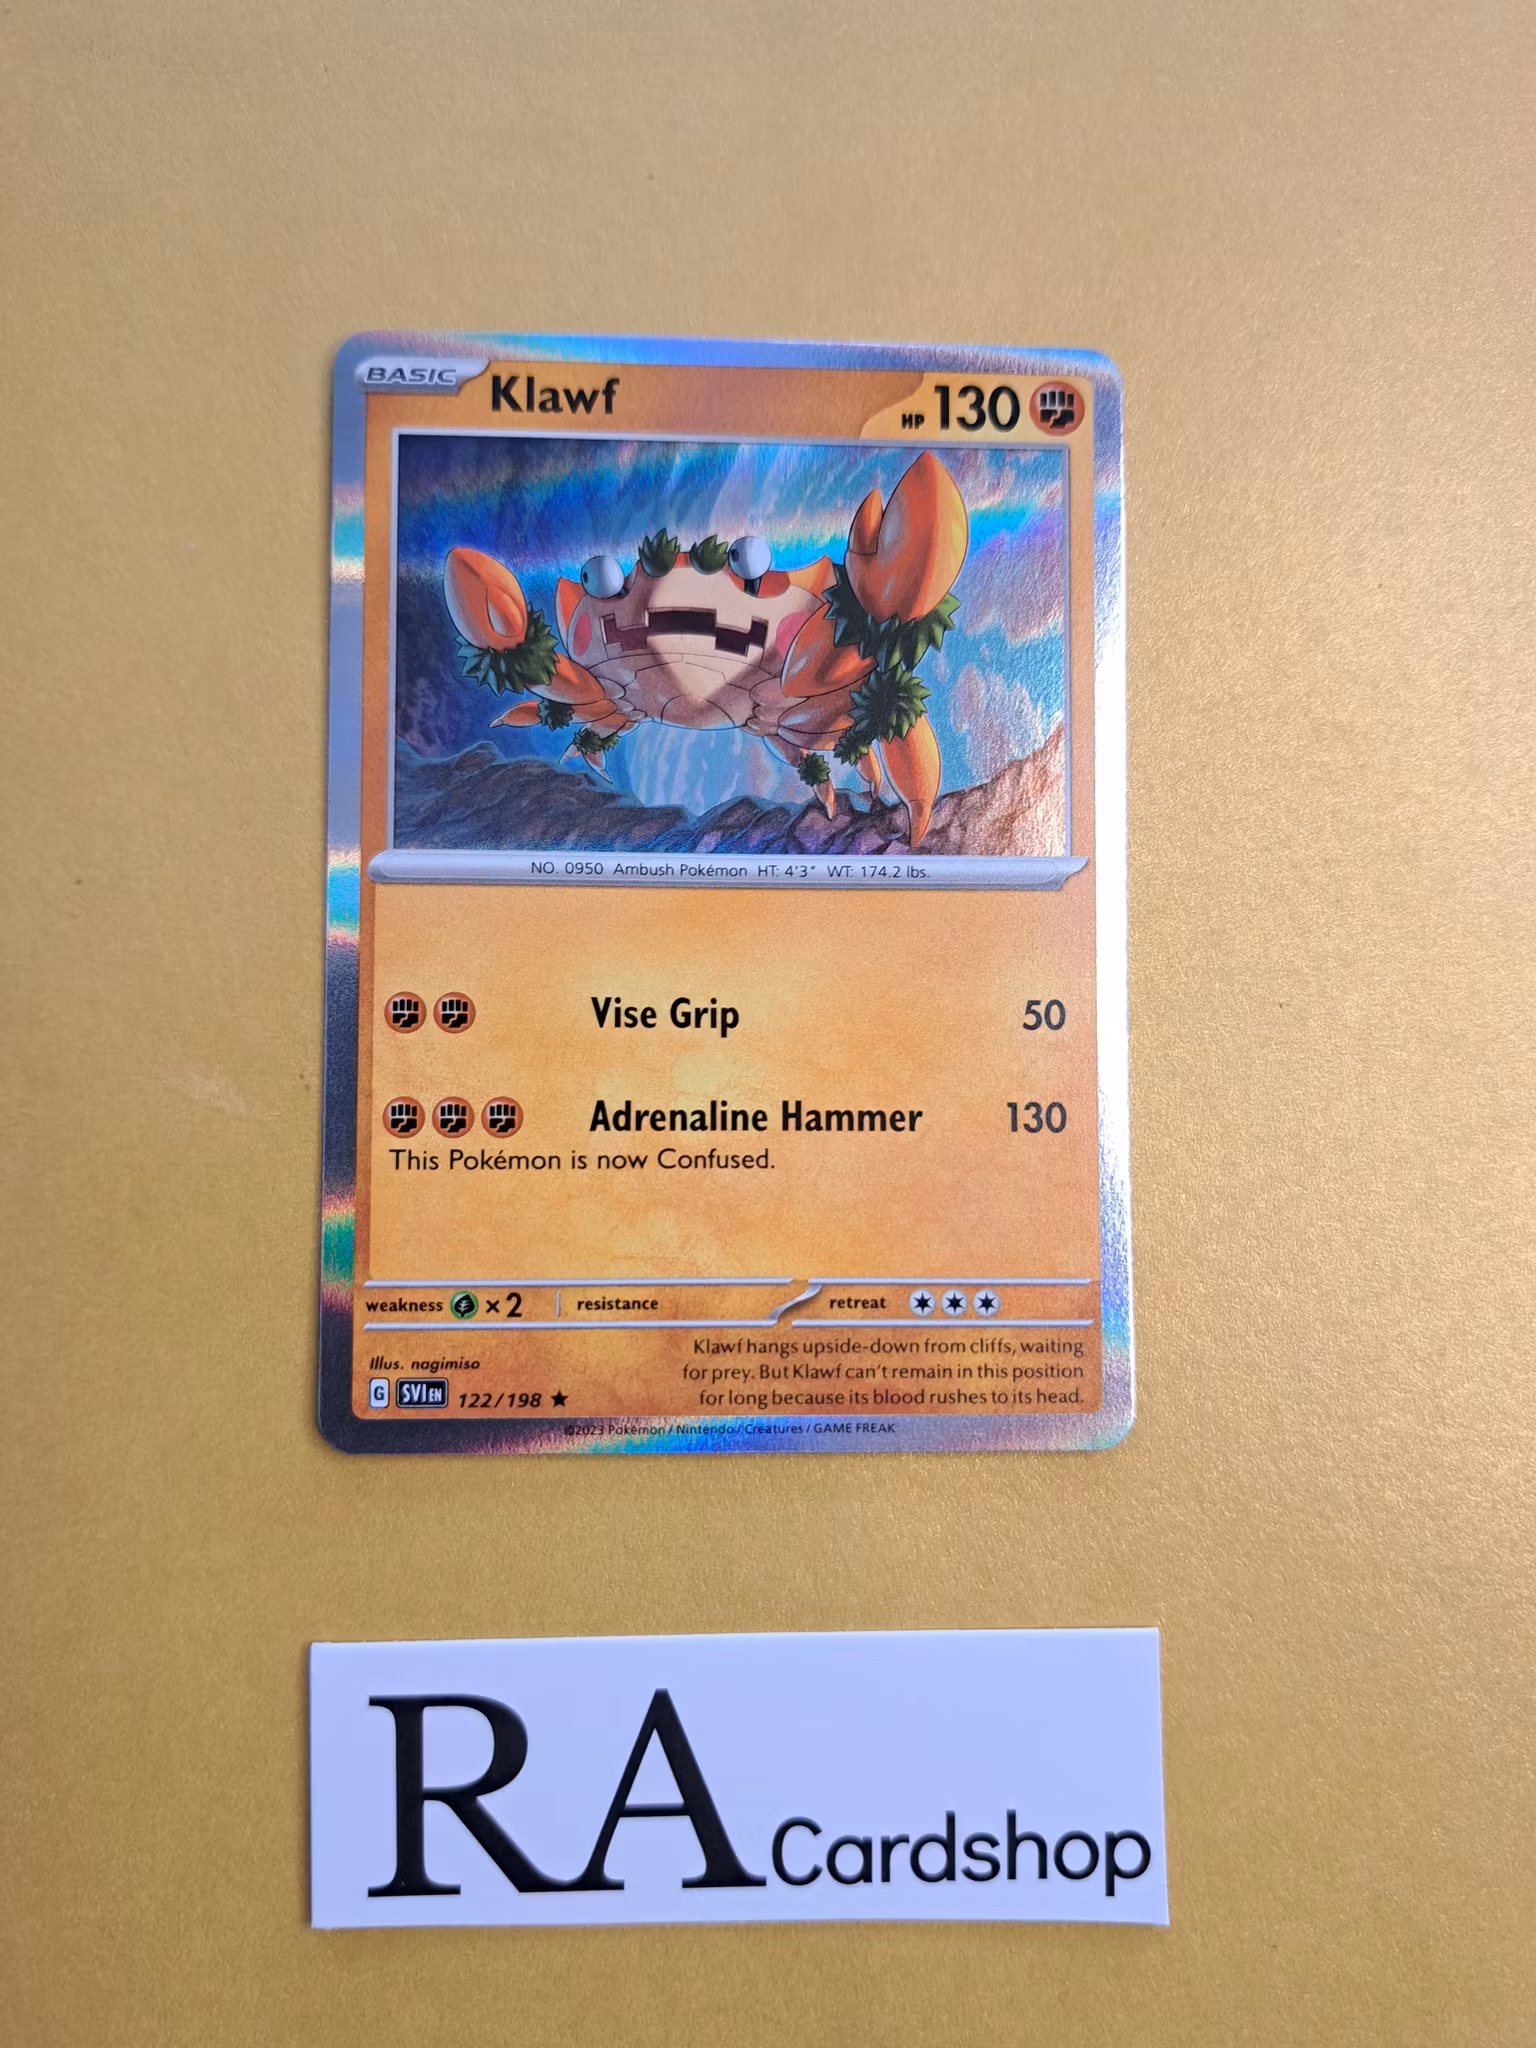 BASIC Klawf HP 130
NO. 0950 Ambush Pokémon HT: 4'3" WT: 174.2 lbs.
Vise Grip 50
Adrenaline Hammer 130
This Pokémon is now Confused.
weakness ×2 resistance retreat
Klawf hangs upside-down from cliffs, waiting
for prey. But Klawf can't remain in this position
for long because its blood rushes to its head.
Illus. nagimiso
G SVI EN 122/198 ★
©2023 Pokémon / Nintendo / Creatures / GAME FREAK
RA Cardshop